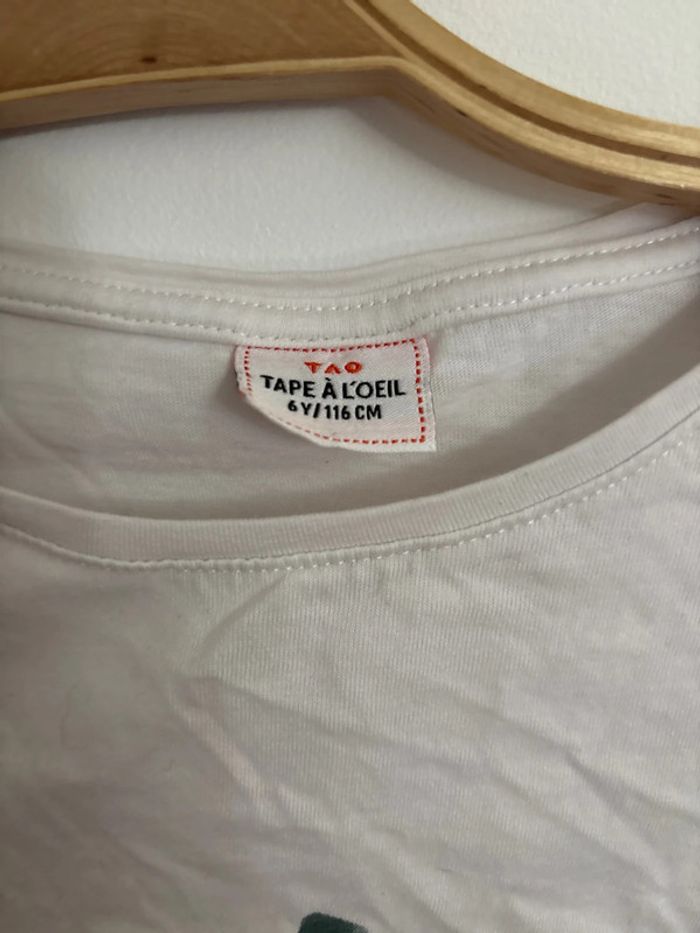 TAO
TAPE À L'OEIL
6Y/116 CM